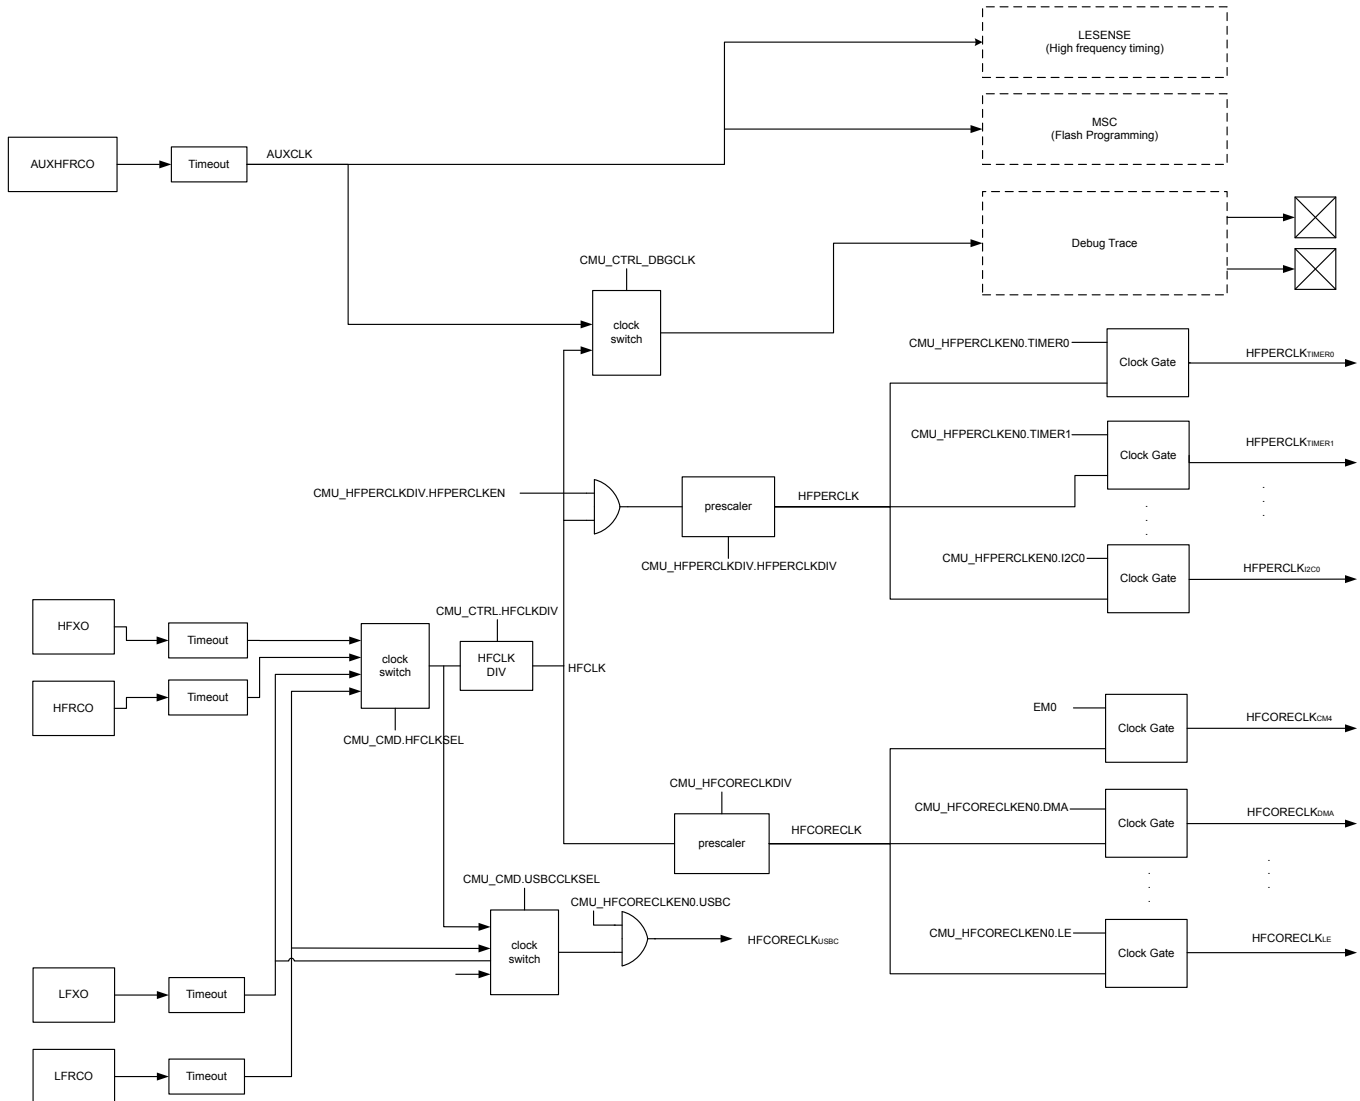 LESENSE
(High frequency timing)
MSC
(Flash Programming)
AUXHFRCO
Timeout
AUXCLK
Debug Trace
CMU_CTRL_DBGCLK
clock
switch
CMU_HFPERCLKEN0.TIMER0
Clock Gate
HFPERCLKTIMER0
CMU_HFPERCLKEN0.TIMER1
Clock Gate
HFPERCLKTIMER1
CMU_HFPERCLKDIV.HFPERCLKEN
prescaler
HFPERCLK
CMU_HFPERCLKDIV.HFPERCLKDIV
CMU_HFPERCLKEN0.I2C0
Clock Gate
HFPERCLKI2C0
HFXO
Timeout
HFRCO
Timeout
clock
switch
CMU_CMD.HFCLKSEL
CMU_CTRL.HFCLKDIV
HFCLK
DIV
HFCLK
EM0
Clock Gate
HFCORECLKCM4
CMU_HFCORECLKDIV
prescaler
HFCORECLK
CMU_HFCORECLKEN0.DMA
Clock Gate
HFCORECLKDMA
CMU_CMD.USBCCLKSEL
CMU_HFCORECLKEN0.USBC
clock
switch
HFCORECLKUSBC
CMU_HFCORECLKEN0.LE
Clock Gate
HFCORECLKLE
LFXO
Timeout
LFRCO
Timeout